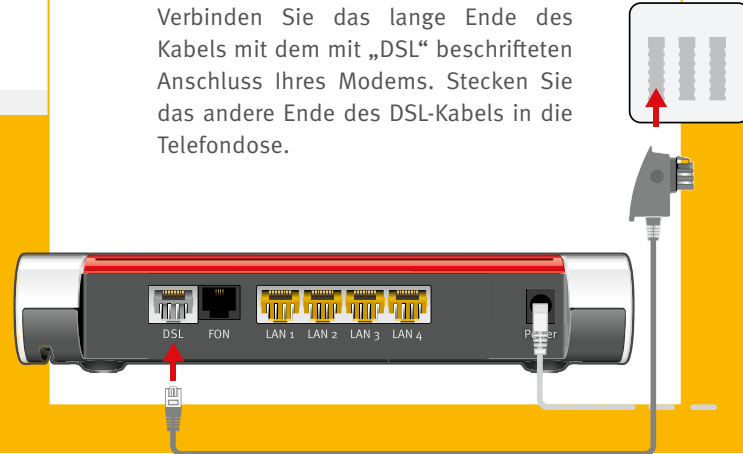 Verbinden Sie das lange Ende des
Kabels mit dem mit „DSL“ beschrifteten
Anschluss Ihres Modems. Stecken Sie
das andere Ende des DSL-Kabels in die
Telefondose.
DSL FON LAN 1 LAN 2 LAN 3 LAN 4 Power